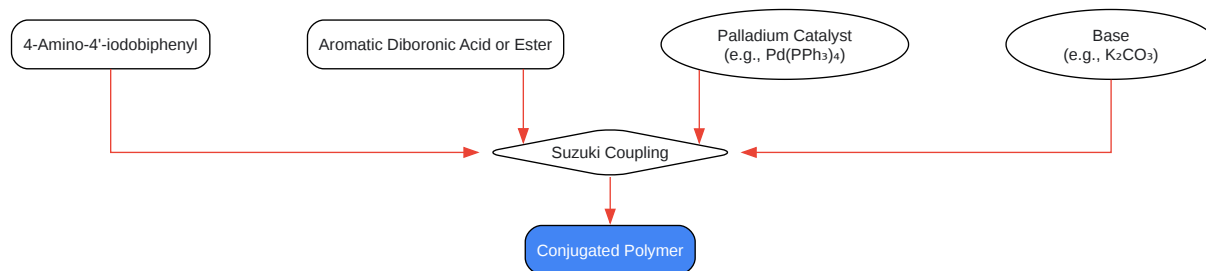 4-Amino-4'-iodobiphenyl
Aromatic Diboronic Acid or Ester
Palladium Catalyst
(e.g., Pd(PPh₃)₄)
Base
(e.g., K₂CO₃)
Suzuki Coupling
Conjugated Polymer